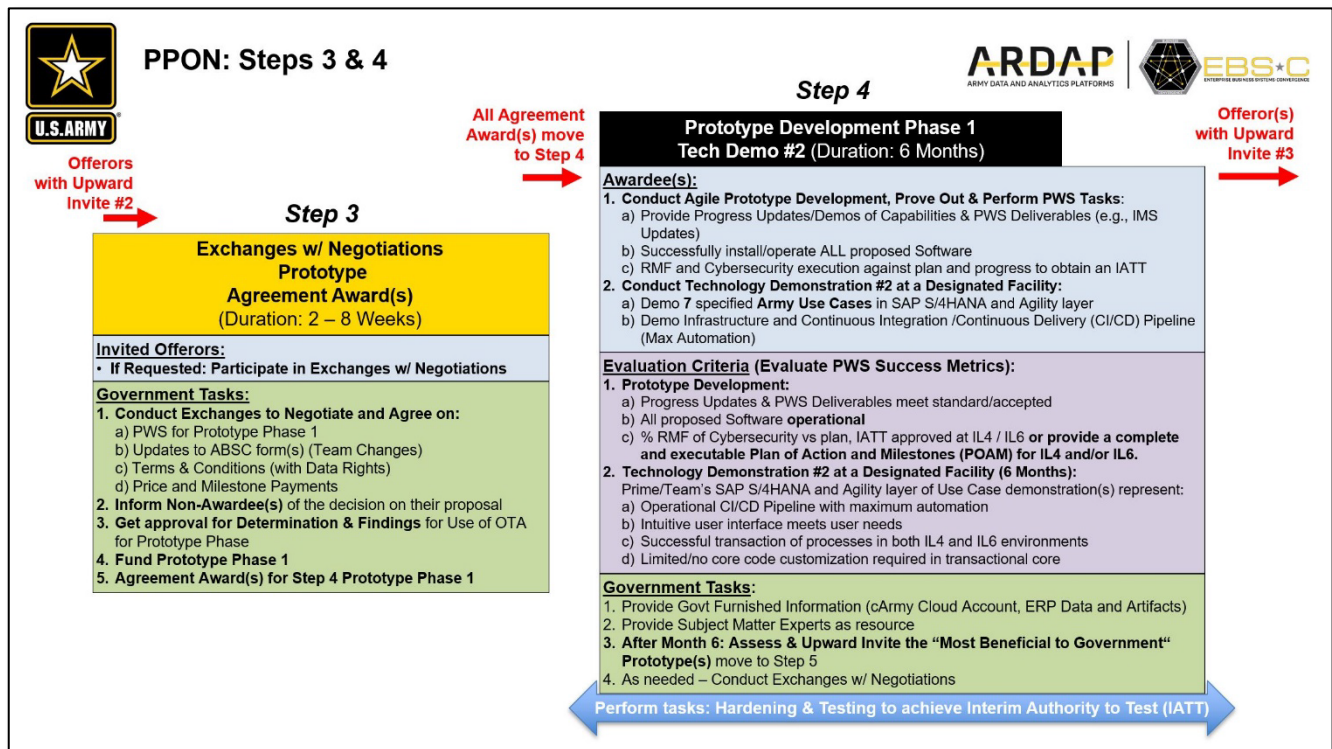 PPON: Steps 3 & 4
U.S.ARMY
ARDAP
ARMY DATA AND ANALYTICS PLATFORMS
EBS★C
ENTERPRISE BUSINESS SYSTEMS CONVERGENCE
Offerors
with Upward
Invite #2
Step 3
Exchanges w/ Negotiations
Prototype
Agreement Award(s)
(Duration: 2 – 8 Weeks)
Invited Offerors:
• If Requested: Participate in Exchanges w/ Negotiations
Government Tasks:
1. Conduct Exchanges to Negotiate and Agree on:
a) PWS for Prototype Phase 1
b) Updates to ABSC form(s) (Team Changes)
c) Terms & Conditions (with Data Rights)
d) Price and Milestone Payments
2. Inform Non-Awardee(s) of the decision on their proposal
3. Get approval for Determination & Findings for Use of OTA
for Prototype Phase
4. Fund Prototype Phase 1
5. Agreement Award(s) for Step 4 Prototype Phase 1
All Agreement
Award(s) move
to Step 4
Step 4
Prototype Development Phase 1
Tech Demo #2 (Duration: 6 Months)
Awardee(s):
1. Conduct Agile Prototype Development, Prove Out & Perform PWS Tasks:
a) Provide Progress Updates/Demos of Capabilities & PWS Deliverables (e.g., IMS
Updates)
b) Successfully install/operate ALL proposed Software
c) RMF and Cybersecurity execution against plan and progress to obtain an IATT
2. Conduct Technology Demonstration #2 at a Designated Facility:
a) Demo 7 specified Army Use Cases in SAP S/4HANA and Agility layer
b) Demo Infrastructure and Continuous Integration /Continuous Delivery (CI/CD) Pipeline
(Max Automation)
Evaluation Criteria (Evaluate PWS Success Metrics):
1. Prototype Development:
a) Progress Updates & PWS Deliverables meet standard/accepted
b) All proposed Software operational
c) % RMF of Cybersecurity vs plan, IATT approved at IL4 / IL6 or provide a complete
and executable Plan of Action and Milestones (POAM) for IL4 and/or IL6.
2. Technology Demonstration #2 at a Designated Facility (6 Months):
Prime/Team's SAP S/4HANA and Agility layer of Use Case demonstration(s) represent:
a) Operational CI/CD Pipeline with maximum automation
b) Intuitive user interface meets user needs
c) Successful transaction of processes in both IL4 and IL6 environments
d) Limited/no core code customization required in transactional core
Government Tasks:
1. Provide Govt Furnished Information (cArmy Cloud Account, ERP Data and Artifacts)
2. Provide Subject Matter Experts as resource
3. After Month 6: Assess & Upward Invite the “Most Beneficial to Government“
Prototype(s) move to Step 5
4. As needed – Conduct Exchanges w/ Negotiations
Perform tasks: Hardening & Testing to achieve Interim Authority to Test (IATT)
Offeror(s)
with Upward
Invite #3